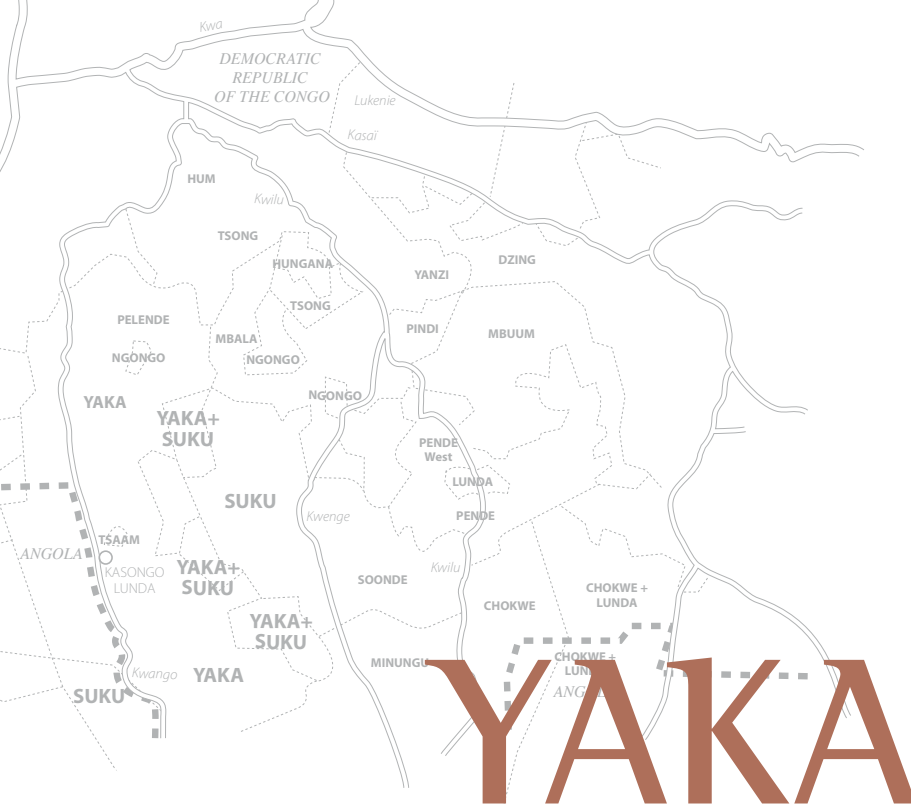 Kwa
DEMOCRATIC
REPUBLIC
OF THE CONGO
Lukenie
Kasaï
HUM
Kwilu
TSONG
HUNGANA
DZING
YANZI
TSONG
PELENDE
PINDI
MBUUM
MBALA
NGONGO
NGONGO
NGONGO
YAKA
YAKA+
SUKU
PENDE
West
LUNDA
SUKU
Kwenge
PENDE
TSAAM
ANGOLA
KASONGO
LUNDA
YAKA+
SUKU
Kwilu
SOONDE
CHOKWE +
LUNDA
CHOKWE
YAKA+
SUKU
CHOKWE +
MINUNGU
Kwango
YAKA
SUKU
YAKA